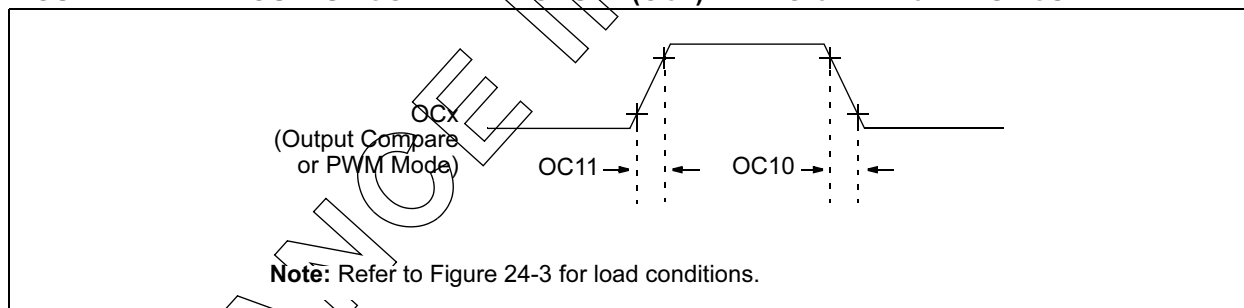 OCx
(Output Compare
or PWM Mode)
OC11
OC10
Note: Refer to Figure 24-3 for load conditions.